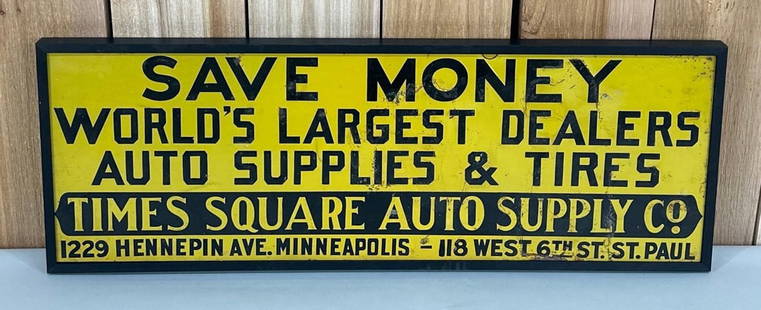 SAVE MONEY
WORLD'S LARGEST DEALERS
AUTO SUPPLIES & TIRES
TIMES SQUARE AUTO SUPPLY CO.
1229 HENNEPIN AVE. MINNEAPOLIS - 118 WEST 6TH ST. ST. PAUL